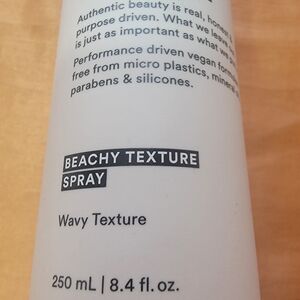 Authentic beauty is real, honest &
purpose driven. What we leave
is just as important as what we
Performance driven vegan
free from micro plastics, mineral
parabens & silicones.
BEACHY TEXTURE
SPRAY
Wavy Texture
250 mL | 8.4 fl. oz.